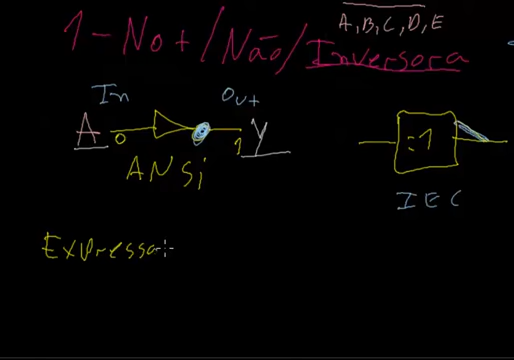 A, B, C, D, E
1 - Not / Não / Inversora
In Out
A 0 1 Y :1
ANSi
IEC
Expressa